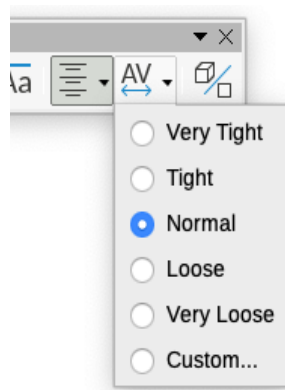 Aa
AV
Very Tight
Tight
Normal
Loose
Very Loose
Custom...